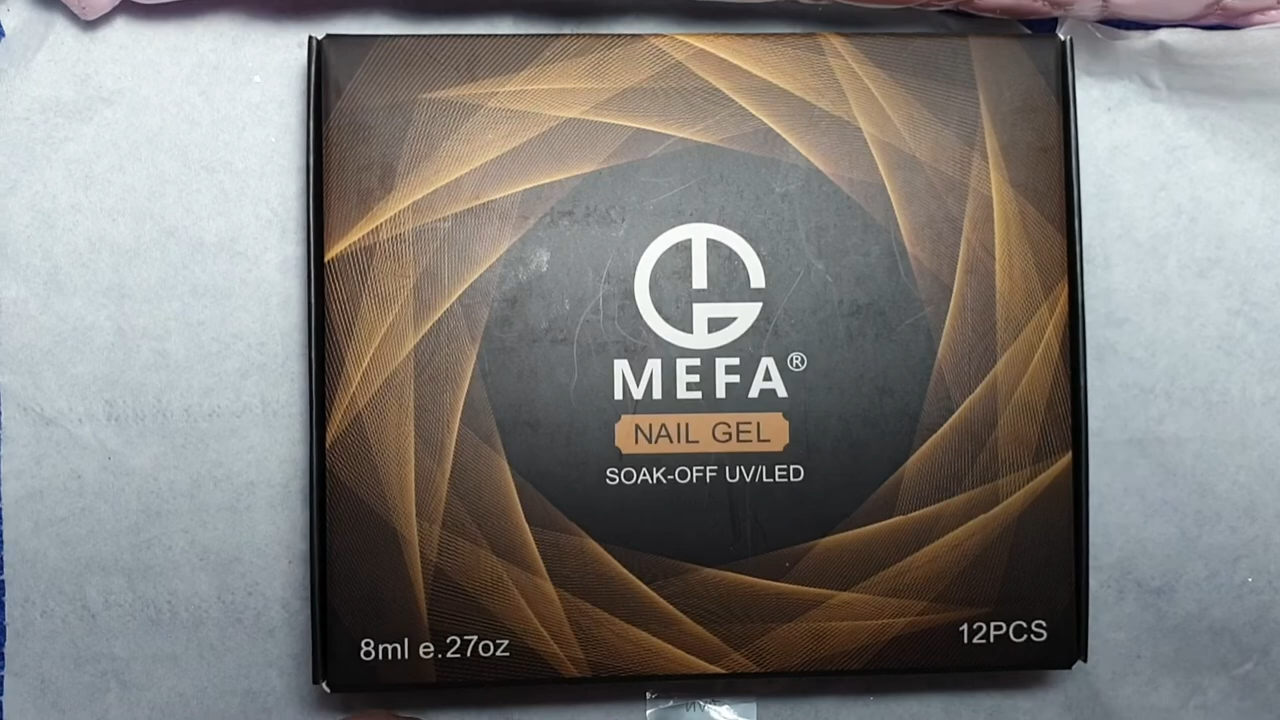 MEFA®
NAIL GEL
SOAK-OFF UV/LED
8ml e.27oz
12PCS